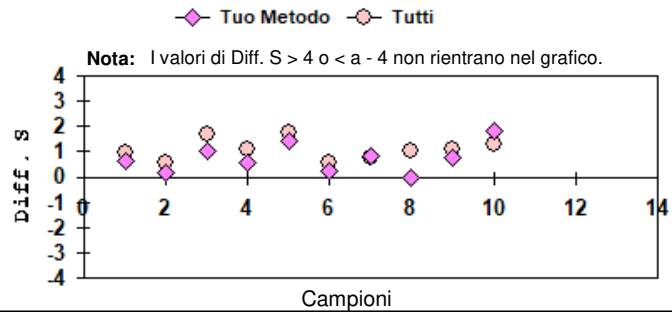 Tuo Metodo Tutti
Nota: I valori di Diff. S > 4 o < a - 4 non rientrano nel grafico.
4
3
2
1
0
-1
-2
-3
-4
Diff. S
0 2 4 6 8 10 12 14
Campioni